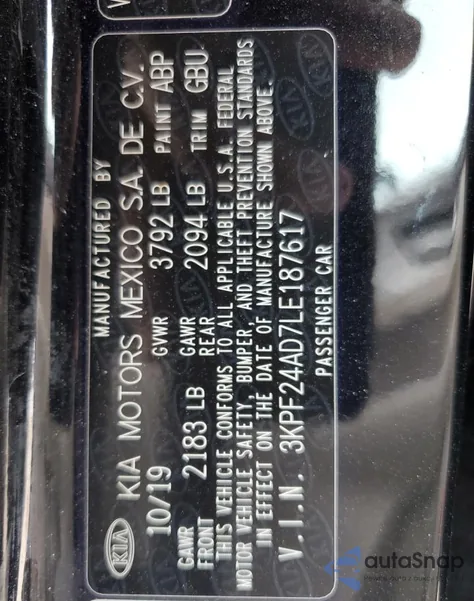 V
MANUFACTURED BY
KIA KIA MOTORS MEXICO S.A. DE C.V.
10/19 GVWR 3792 LB PAINT ABP
GAWR FRONT 2183 LB GAWR REAR 2094 LB TRIM GBU
THIS VEHICLE CONFORMS TO ALL APPLICABLE U.S.A. FEDERAL
MOTOR VEHICLE SAFETY, BUMPER, AND THEFT PREVENTION STANDARDS
IN EFFECT ON THE DATE OF MANUFACTURE SHOWN ABOVE.
V.I.N. 3KPF24AD7LE187617
PASSENGER CAR
autoSnap